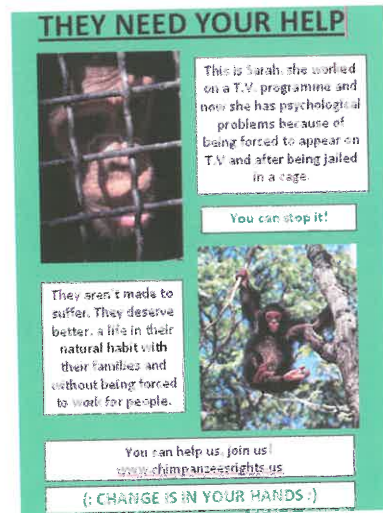 THEY NEED YOUR HELP
This is Sarah, she worked
on a T.V. programme and
now she has psychological
problems because of
being forced to appear on
T.V and after being jailed
in a cage.
You can stop it!
They aren't made to
suffer. They deserve
better, a life in their
natural habit with
their families and
without being forced
to work for people.
You can help us, join us!
www.chimpanzeesrights.us
(: CHANGE IS IN YOUR HANDS :)